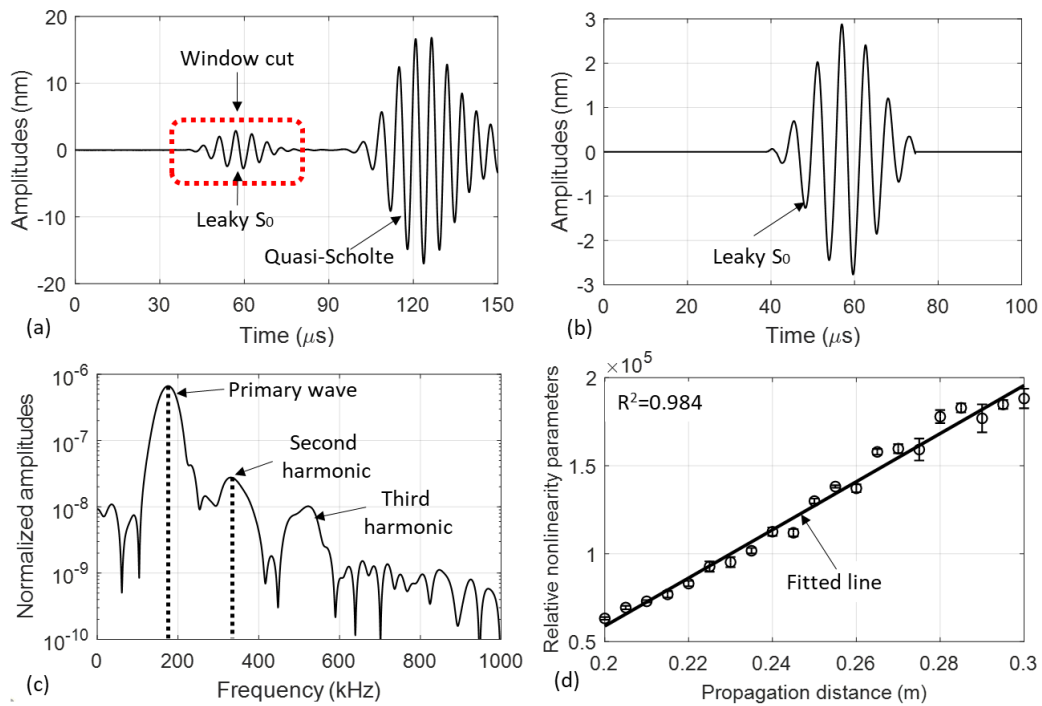 20
10
0
-10
-20
Amplitudes (nm)
Window cut
Leaky S0
Quasi-Scholte
0 30 60 90 120 150
Time (μs)
(a)
3
2
1
0
-1
-2
-3
Amplitudes (nm)
Leaky S0
0 20 40 60 80 100
Time (μs)
(b)
10-6
10-7
10-8
10-9
10-10
Normalized amplitudes
Primary wave
Second
harmonic
Third
harmonic
0 200 400 600 800 1000
Frequency (kHz)
(c)
×105
2
1.5
1
0.5
Relative nonlinearity parameters
R2=0.984
Fitted line
0.2 0.22 0.24 0.26 0.28 0.3
Propagation distance (m)
(d)